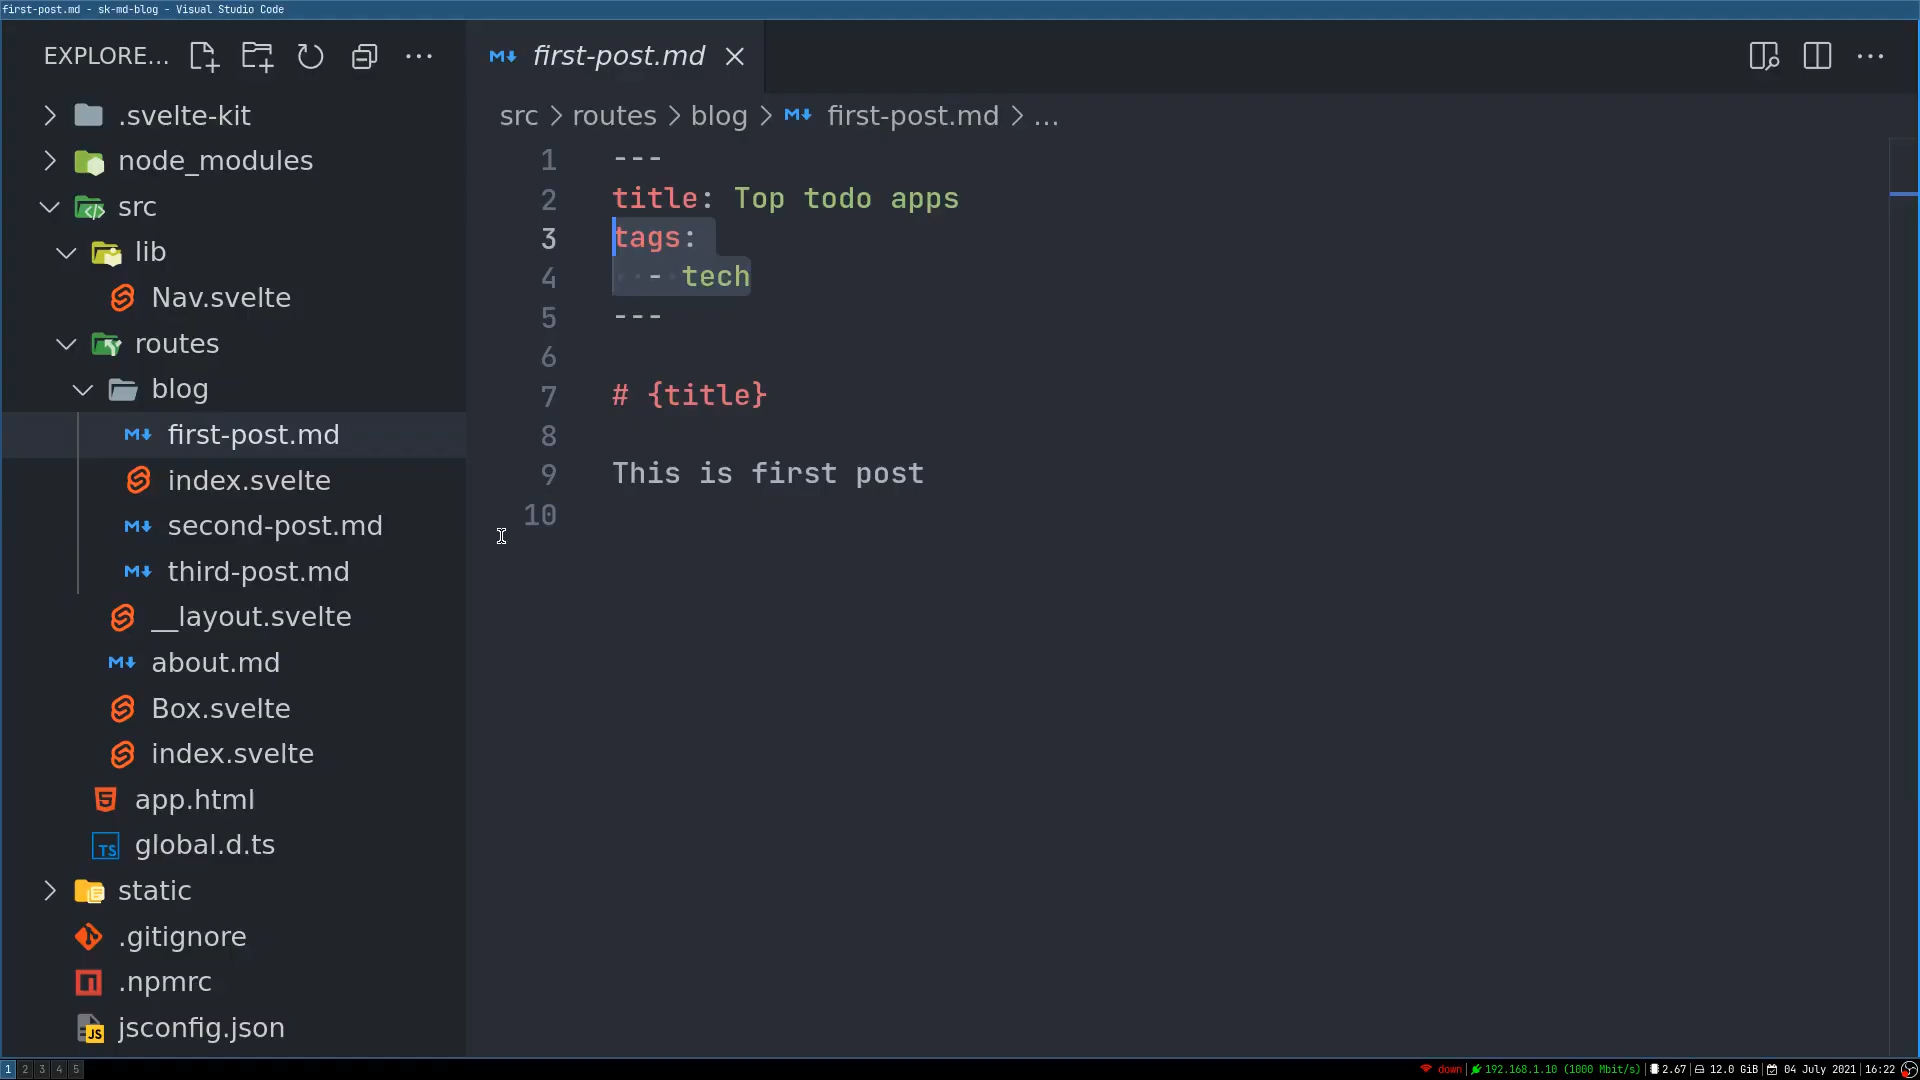 first-post.md - sk-md-blog - Visual Studio Code
EXPLORE...
.svelte-kit
node_modules
src
lib
Nav.svelte
routes
blog
first-post.md
index.svelte
second-post.md
third-post.md
__layout.svelte
about.md
Box.svelte
index.svelte
app.html
TS global.d.ts
static
.gitignore
.npmrc
JS jsconfig.json
first-post.md
src > routes > blog > first-post.md > ...
1 ---
2 title: Top todo apps
3 tags:
4 - tech
5 ---
6
7 # {title}
8
9 This is first post
10
1 2 3 4 5
down | 192.168.1.10 (1000 Mbit/s) | 2.67 | 12.0 GiB | 04 July 2021 | 16:22